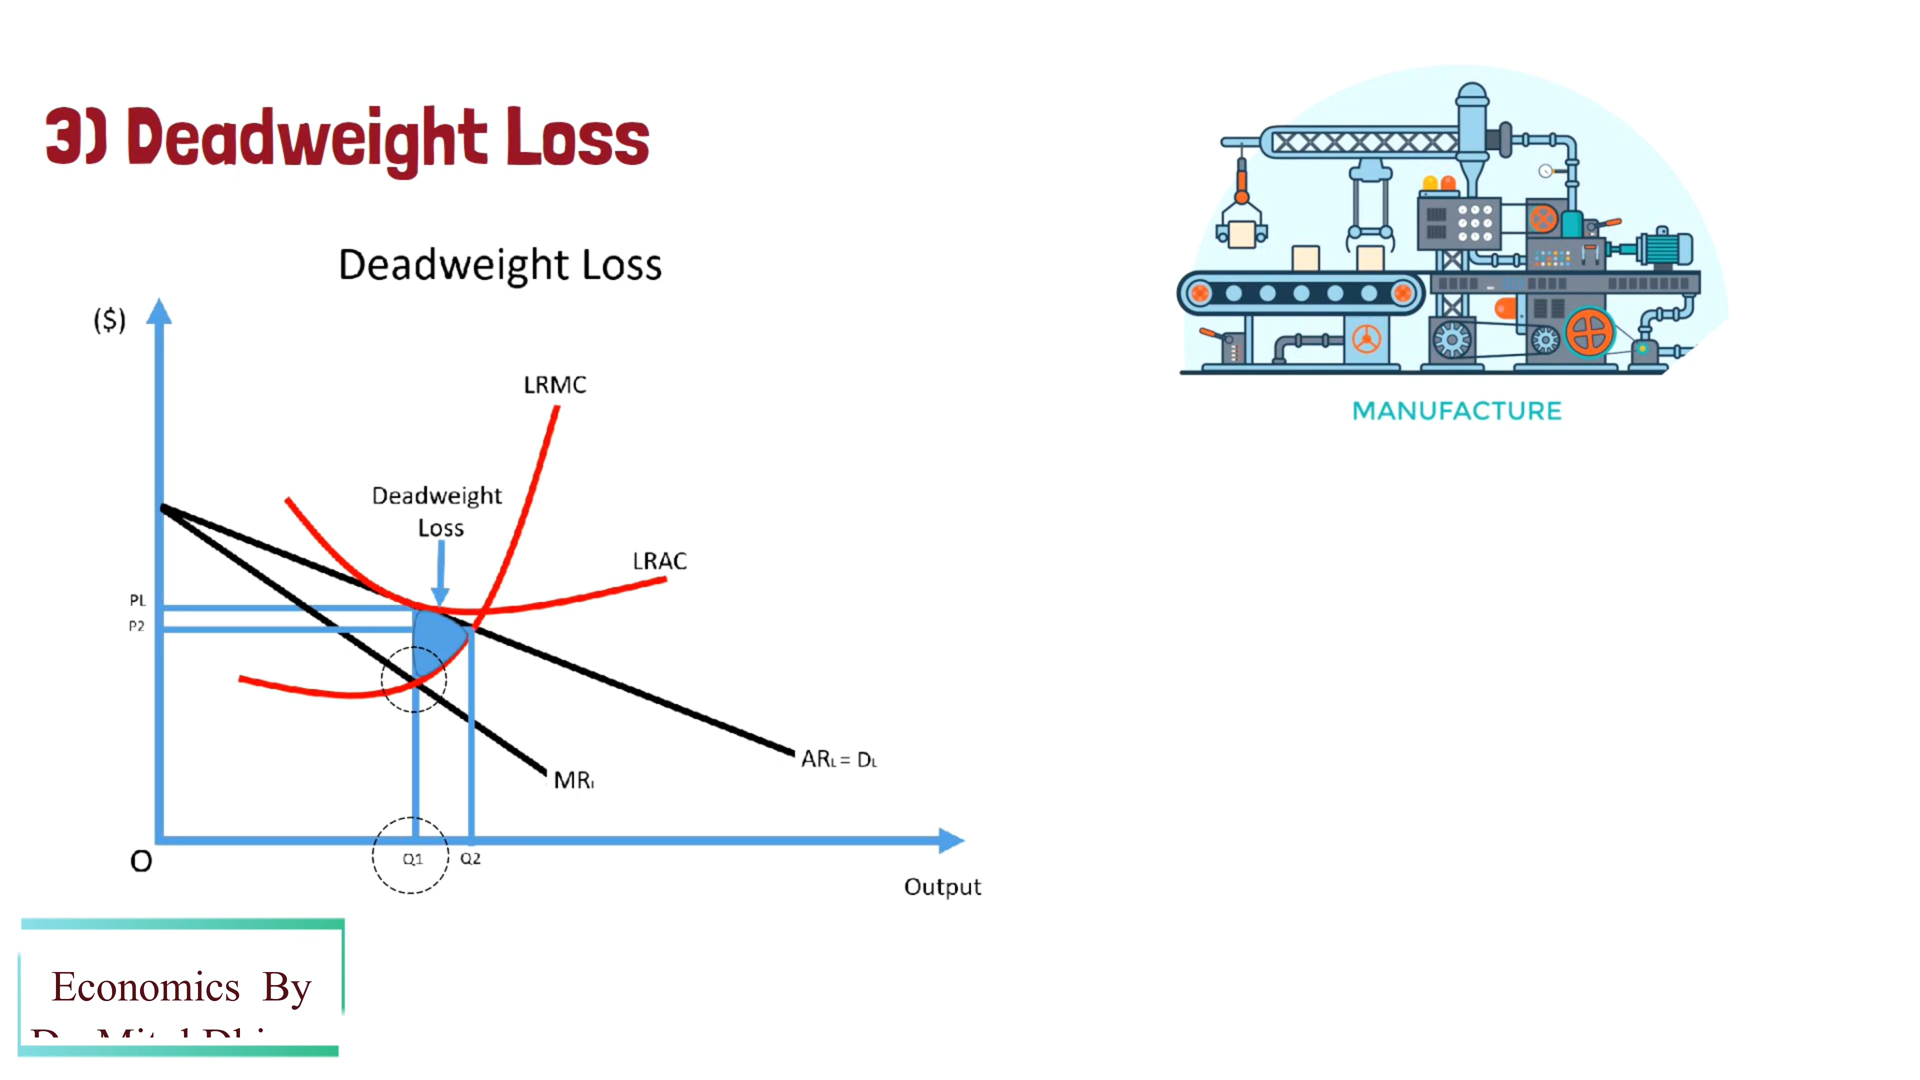 3) Deadweight Loss
Deadweight Loss
($)
LRMC
Deadweight
Loss
LRAC
PL
P2
ARL = DL
MRl
O
Q1
Q2
Output
MANUFACTURE
Economics By